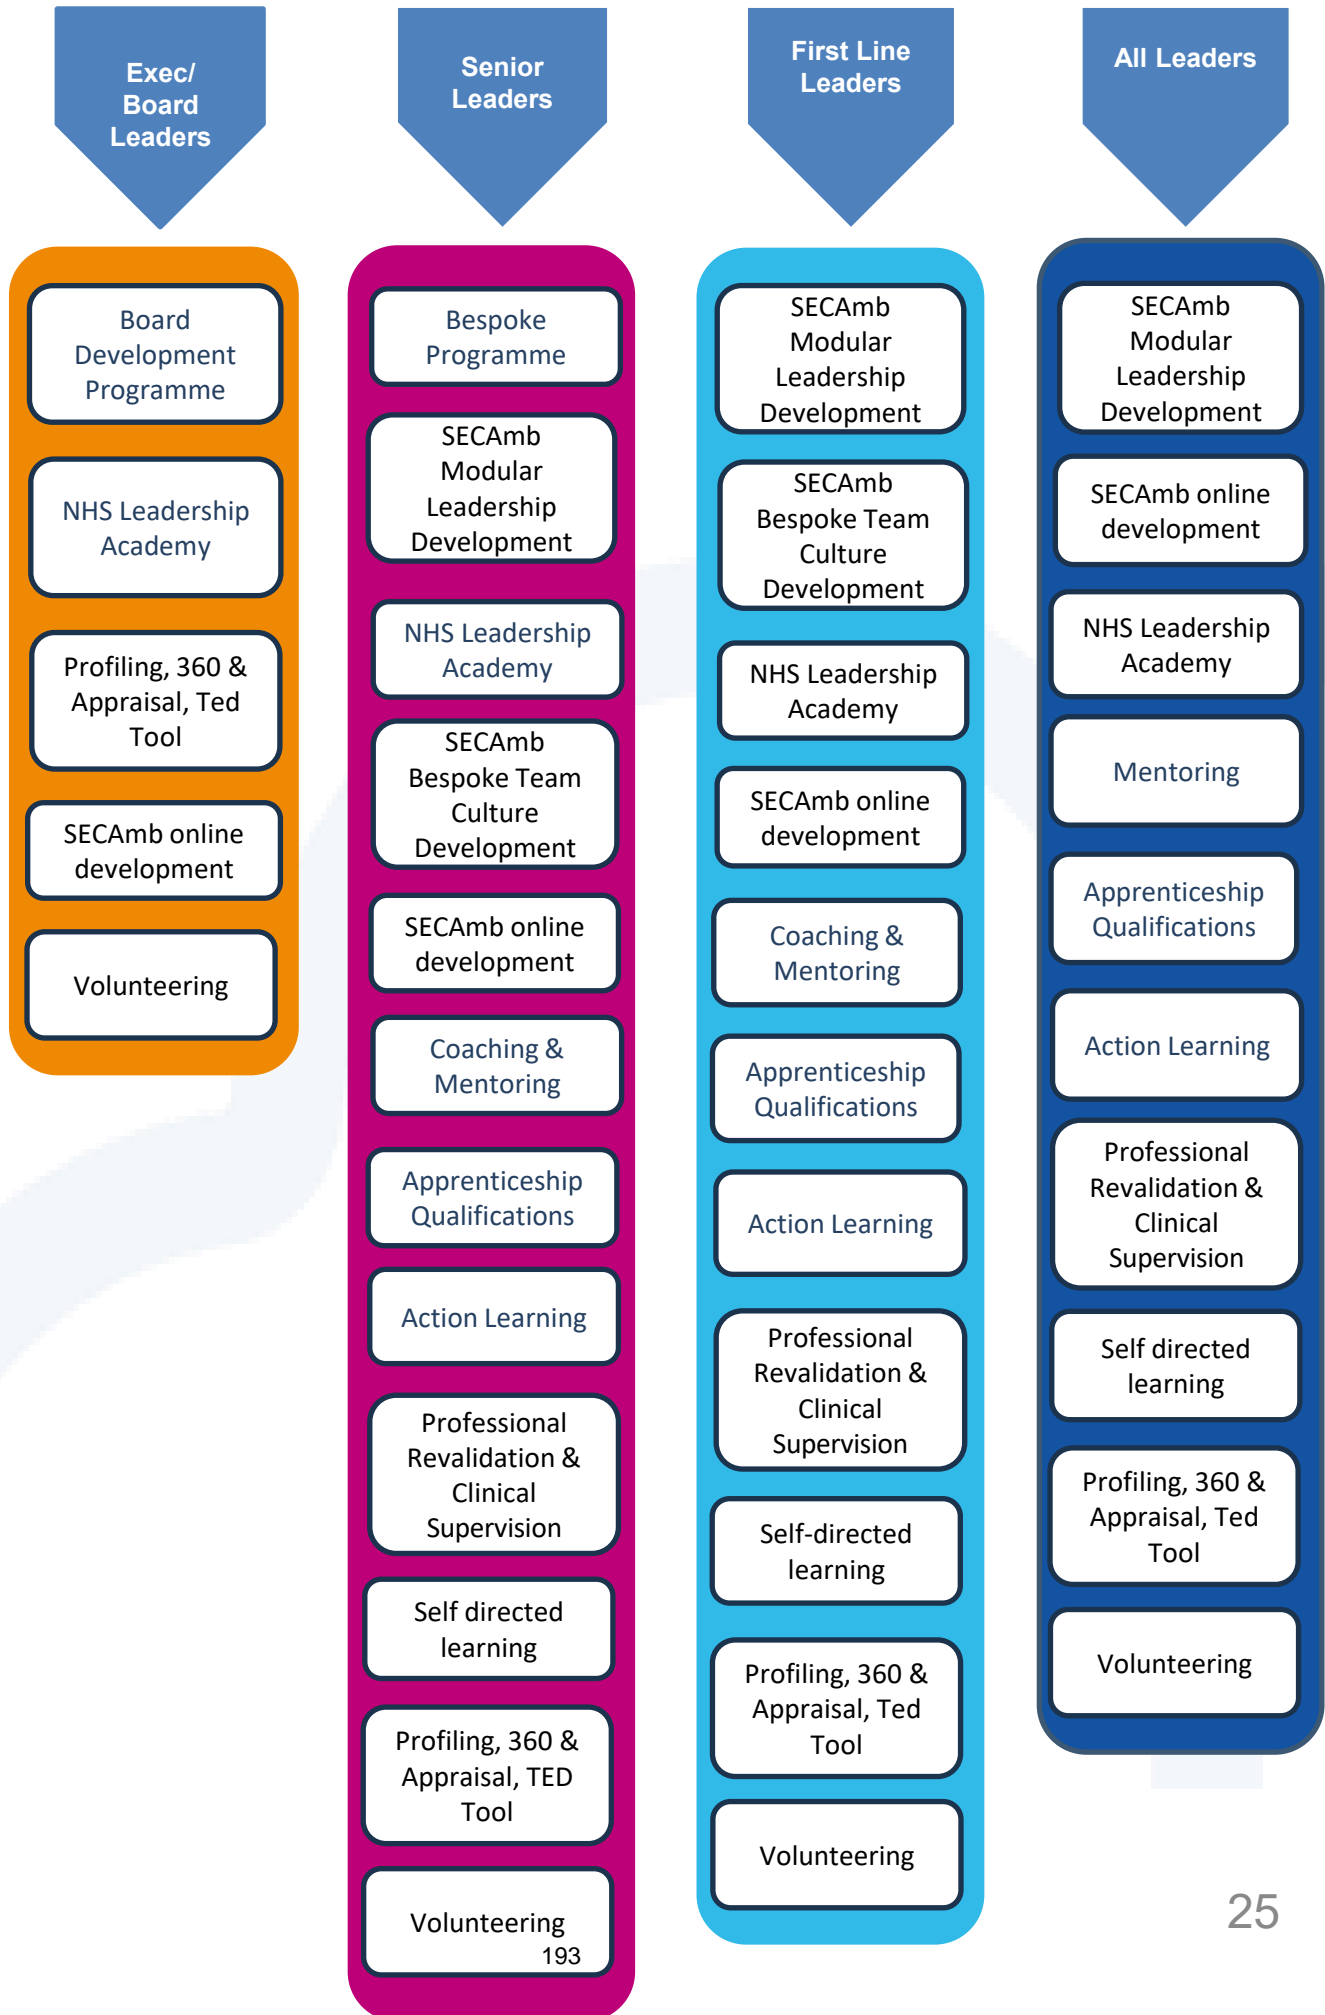 Exec/
Board
Leaders
Board
Development
Programme
NHS Leadership
Academy
Profiling, 360 &
Appraisal, Ted
Tool
SECAmb online
development
Volunteering
Senior
Leaders
Bespoke
Programme
SECAmb
Modular
Leadership
Development
NHS Leadership
Academy
SECAmb
Bespoke Team
Culture
Development
SECAmb online
development
Coaching &
Mentoring
Apprenticeship
Qualifications
Action Learning
Professional
Revalidation &
Clinical
Supervision
Self directed
learning
Profiling, 360 &
Appraisal, TED
Tool
Volunteering
193
First Line
Leaders
SECAmb
Modular
Leadership
Development
SECAmb
Bespoke Team
Culture
Development
NHS Leadership
Academy
SECAmb online
development
Coaching &
Mentoring
Apprenticeship
Qualifications
Action Learning
Professional
Revalidation &
Clinical
Supervision
Self-directed
learning
Profiling, 360 &
Appraisal, Ted
Tool
Volunteering
All Leaders
SECAmb
Modular
Leadership
Development
SECAmb online
development
NHS Leadership
Academy
Mentoring
Apprenticeship
Qualifications
Action Learning
Professional
Revalidation &
Clinical
Supervision
Self directed
learning
Profiling, 360 &
Appraisal, Ted
Tool
Volunteering
25